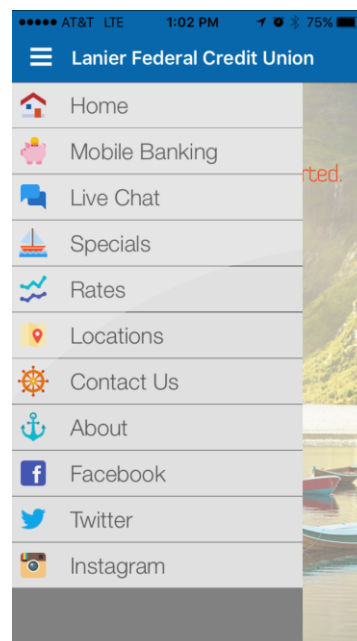 AT&T LTE 1:02 PM 75%
Lanier Federal Credit Union
Home
Mobile Banking
rted.
Live Chat
Specials
Rates
Locations
Contact Us
About
Facebook
Twitter
Instagram